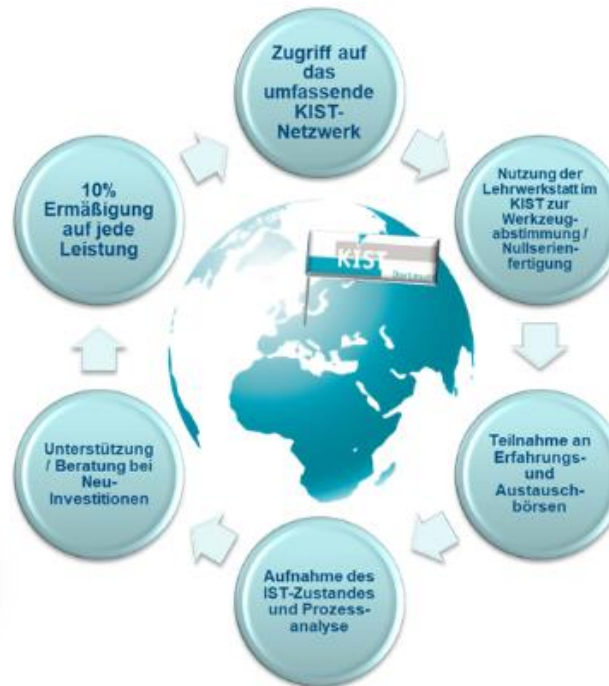 Zugriff auf
das
umfassende
KIST-
Netzwerk
Nutzung der
Lehrwerkstatt im
KIST zur
Werkzeug-
abstimmung /
Nullserien-
fertigung
Teilnahme an
Erfahrungs-
und
Austausch-
börsen
Aufnahme des
IST-Zustandes
und Prozess-
analyse
Unterstützung
/ Beratung bei
Neu-
Investitionen
10%
Ermäßigung
auf jede
Leistung
KIST
Dortmund